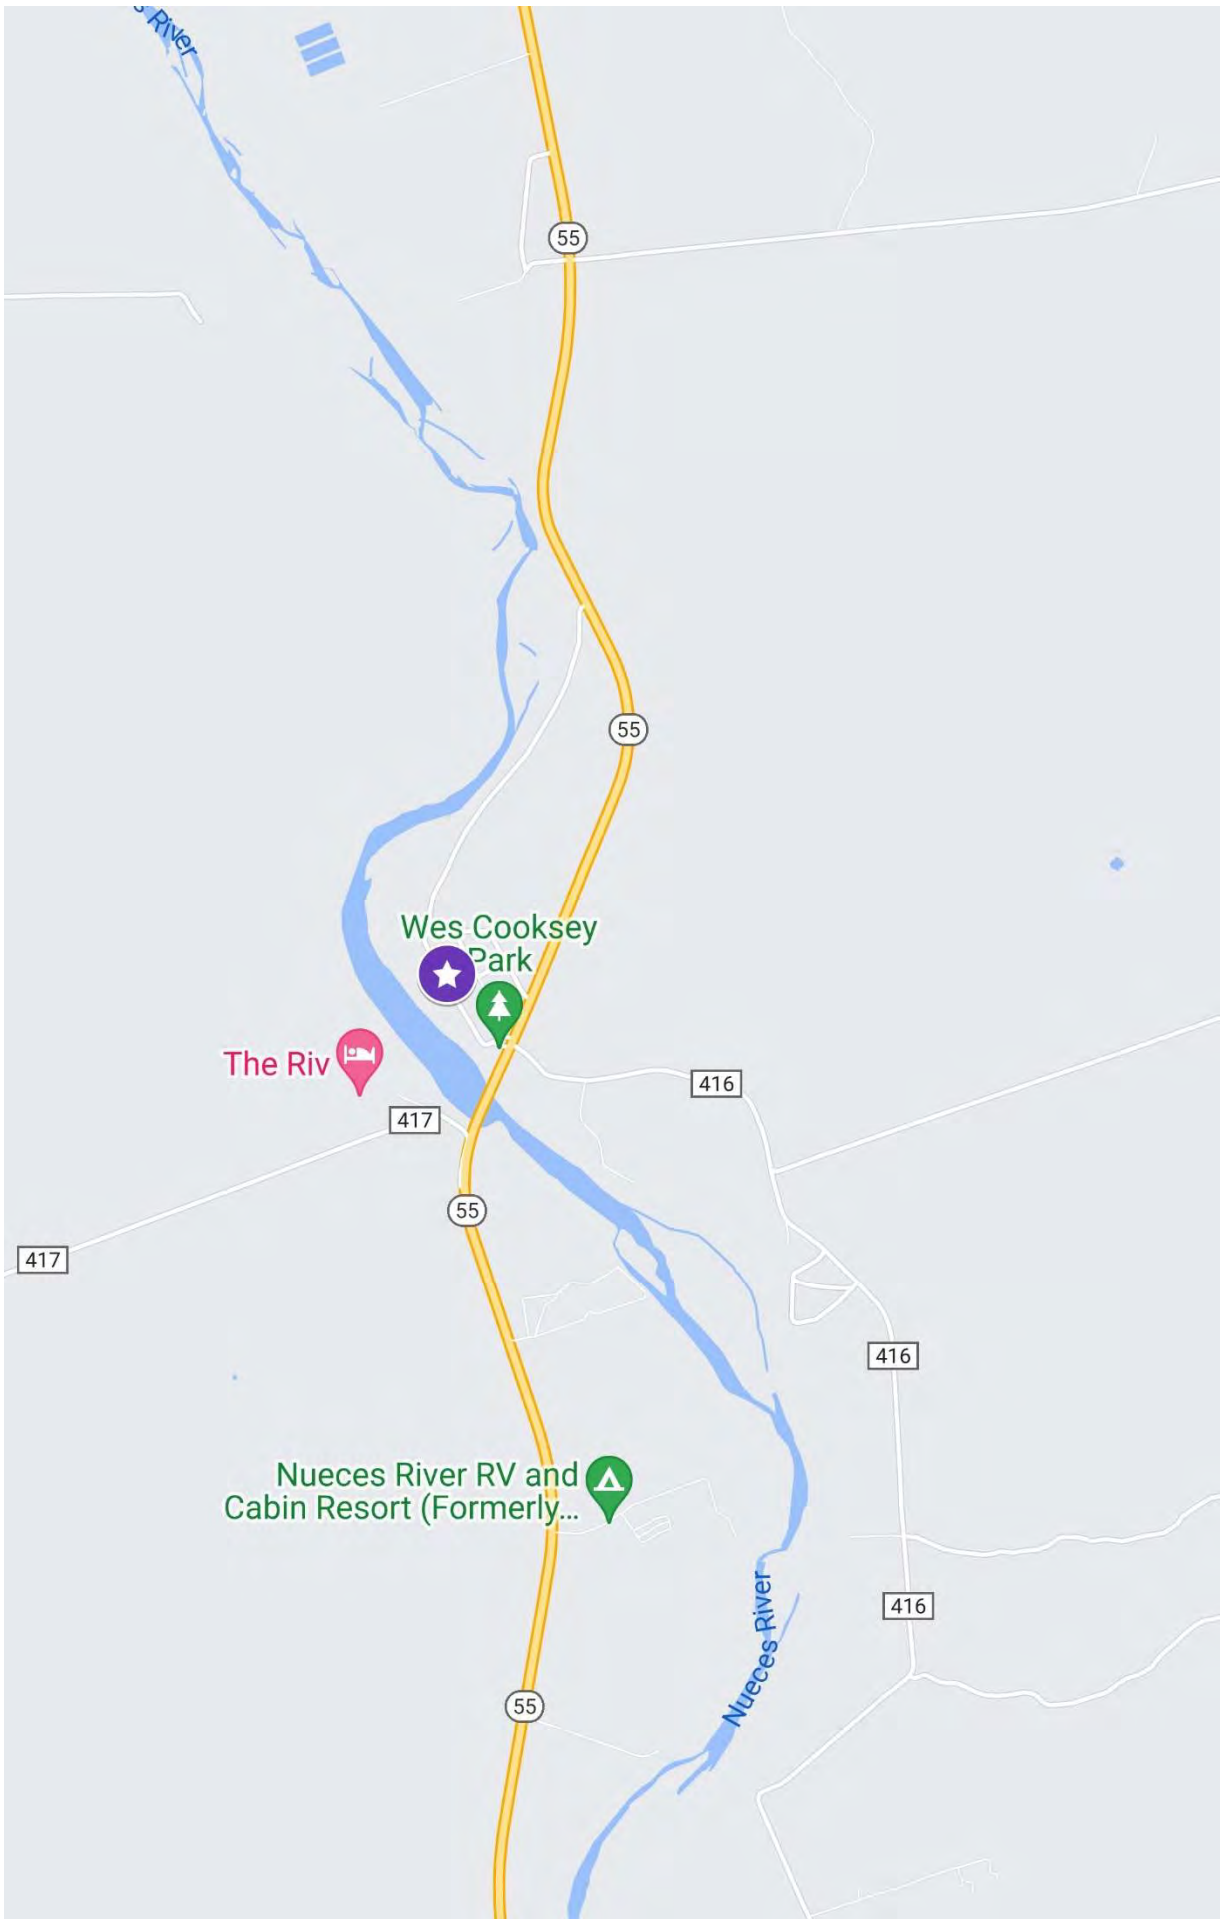 s River
55
55
Wes Cooksey
Park
The Riv
416
417
55
417
416
Nueces River RV and
Cabin Resort (Formerly...
Nueces River
416
55